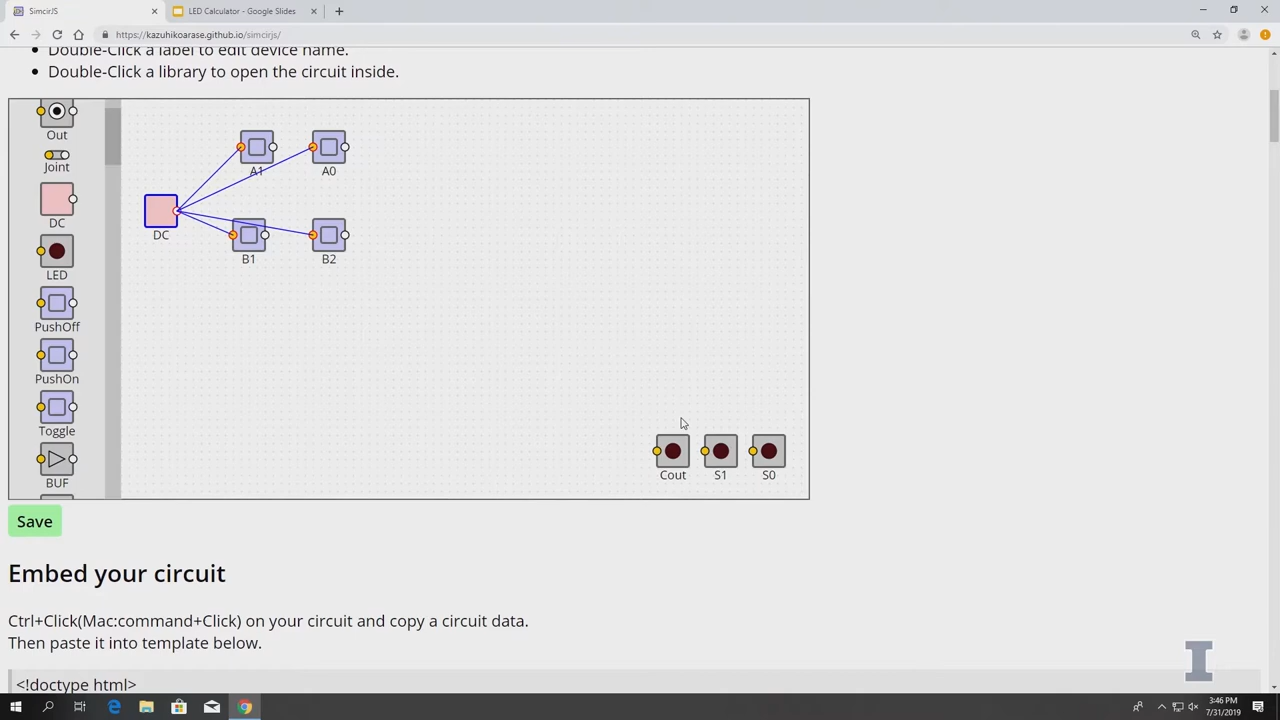 SimcirJS
LED Calculator - Google Slides
https://kazuhikoarase.github.io/simcirjs/
Double-Click a label to edit device name.
Double-Click a library to open the circuit inside.
Out
Joint
DC
LED
PushOff
PushOn
Toggle
BUF
A1
A0
DC
B1
B2
Cout
S1
S0
Save
Embed your circuit
Ctrl+Click(Mac:command+Click) on your circuit and copy a circuit data.
Then paste it into template below.
<!doctype html>
3:46 PM
7/31/2019